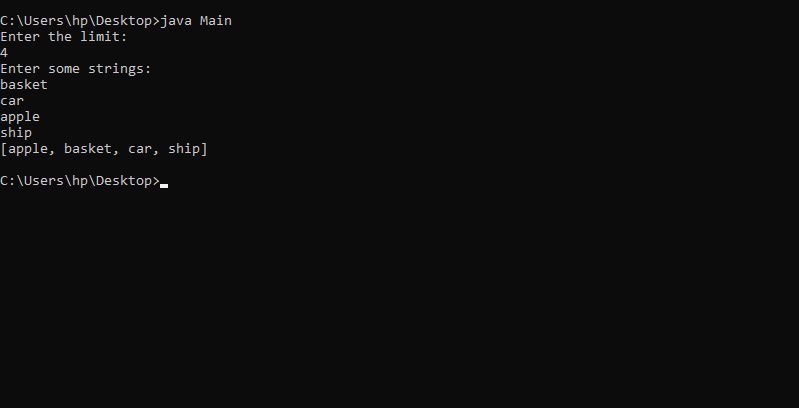 C:\Users\hp\Desktop>java Main
Enter the limit:
4
Enter some strings:
basket
car
apple
ship
[apple, basket, car, ship]
C:\Users\hp\Desktop>